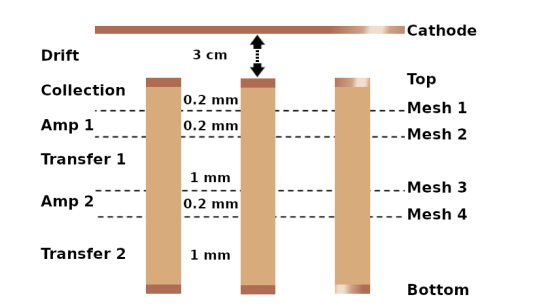 Cathode
Drift
3 cm
Top
Collection
0.2 mm
Mesh 1
Amp 1
0.2 mm
Mesh 2
Transfer 1
1 mm
Mesh 3
Amp 2
0.2 mm
Mesh 4
Transfer 2
1 mm
Bottom